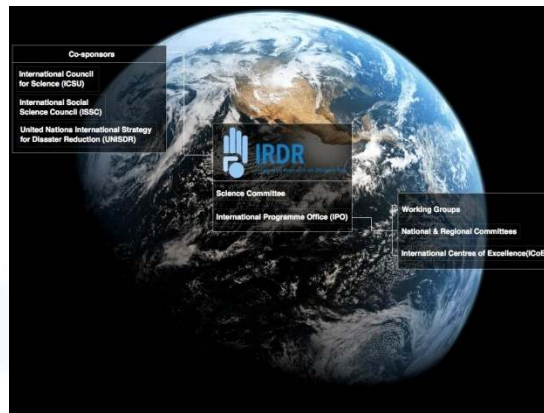 Co-sponsors
International Council
for Science (ICSU)
International Social
Science Council (ISSC)
United Nations International Strategy
for Disaster Reduction (UNISDR)
IRDR
Science Committee
International Programme Office (IPO)
Working Groups
National & Regional Committees
International Centres of Excellence(ICoE